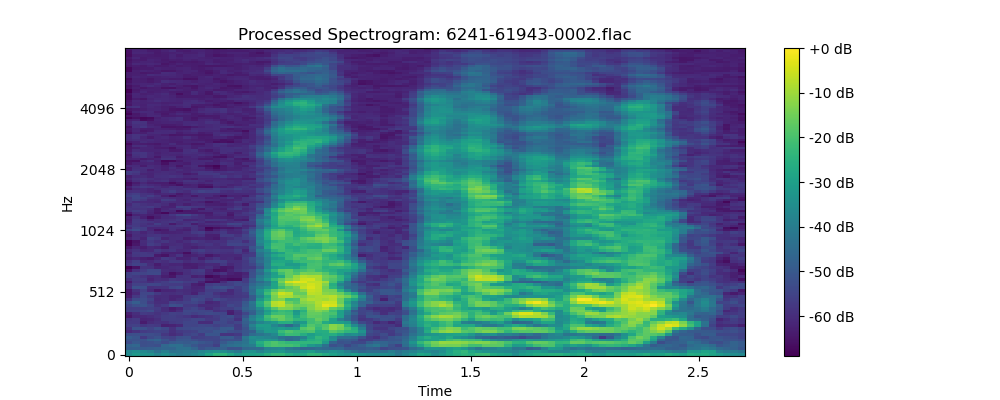 Processed Spectrogram: 6241-61943-0002.flac
+0 dB
4096
-10 dB
-20 dB
2048
-30 dB
Hz
1024
-40 dB
-50 dB
512
-60 dB
0
0 0.5 1 1.5 2 2.5
Time